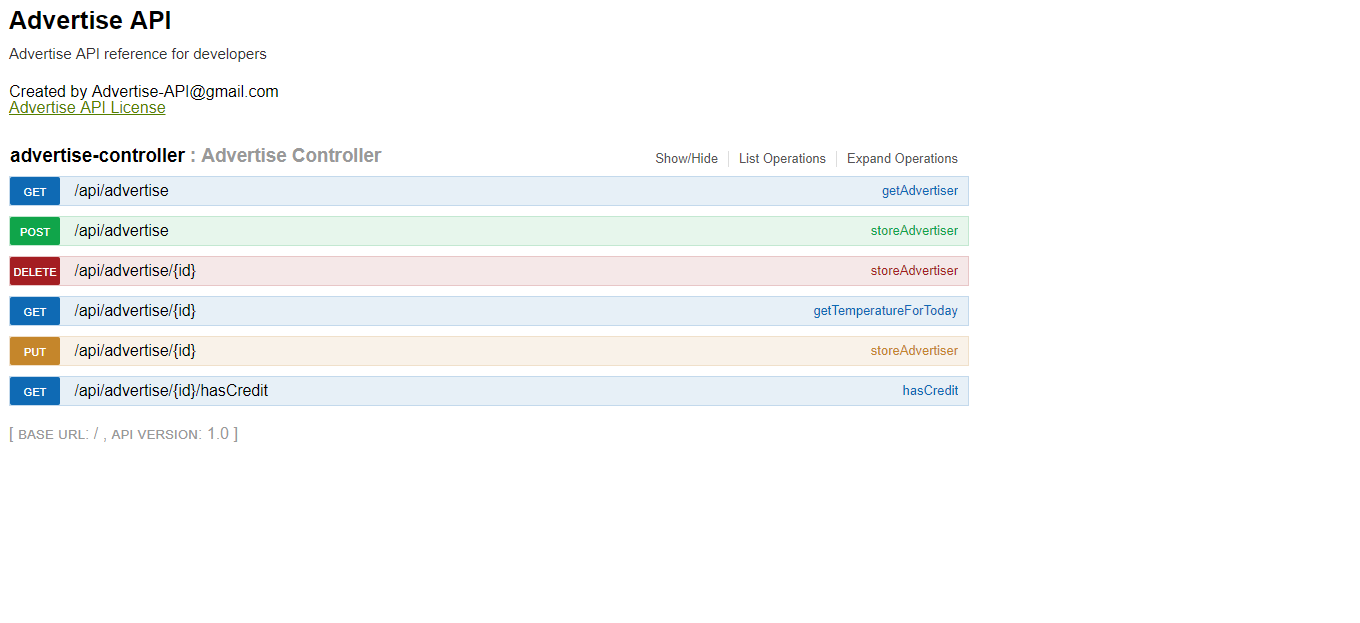 Advertise API
Advertise API reference for developers
Created by Advertise-API@gmail.com
Advertise API License
advertise-controller : Advertise Controller Show/Hide List Operations Expand Operations
GET /api/advertise getAdvertiser
POST /api/advertise storeAdvertiser
DELETE /api/advertise/{id} storeAdvertiser
GET /api/advertise/{id} getTemperatureForToday
PUT /api/advertise/{id} storeAdvertiser
GET /api/advertise/{id}/hasCredit hasCredit
[ BASE URL: / , API VERSION: 1.0 ]